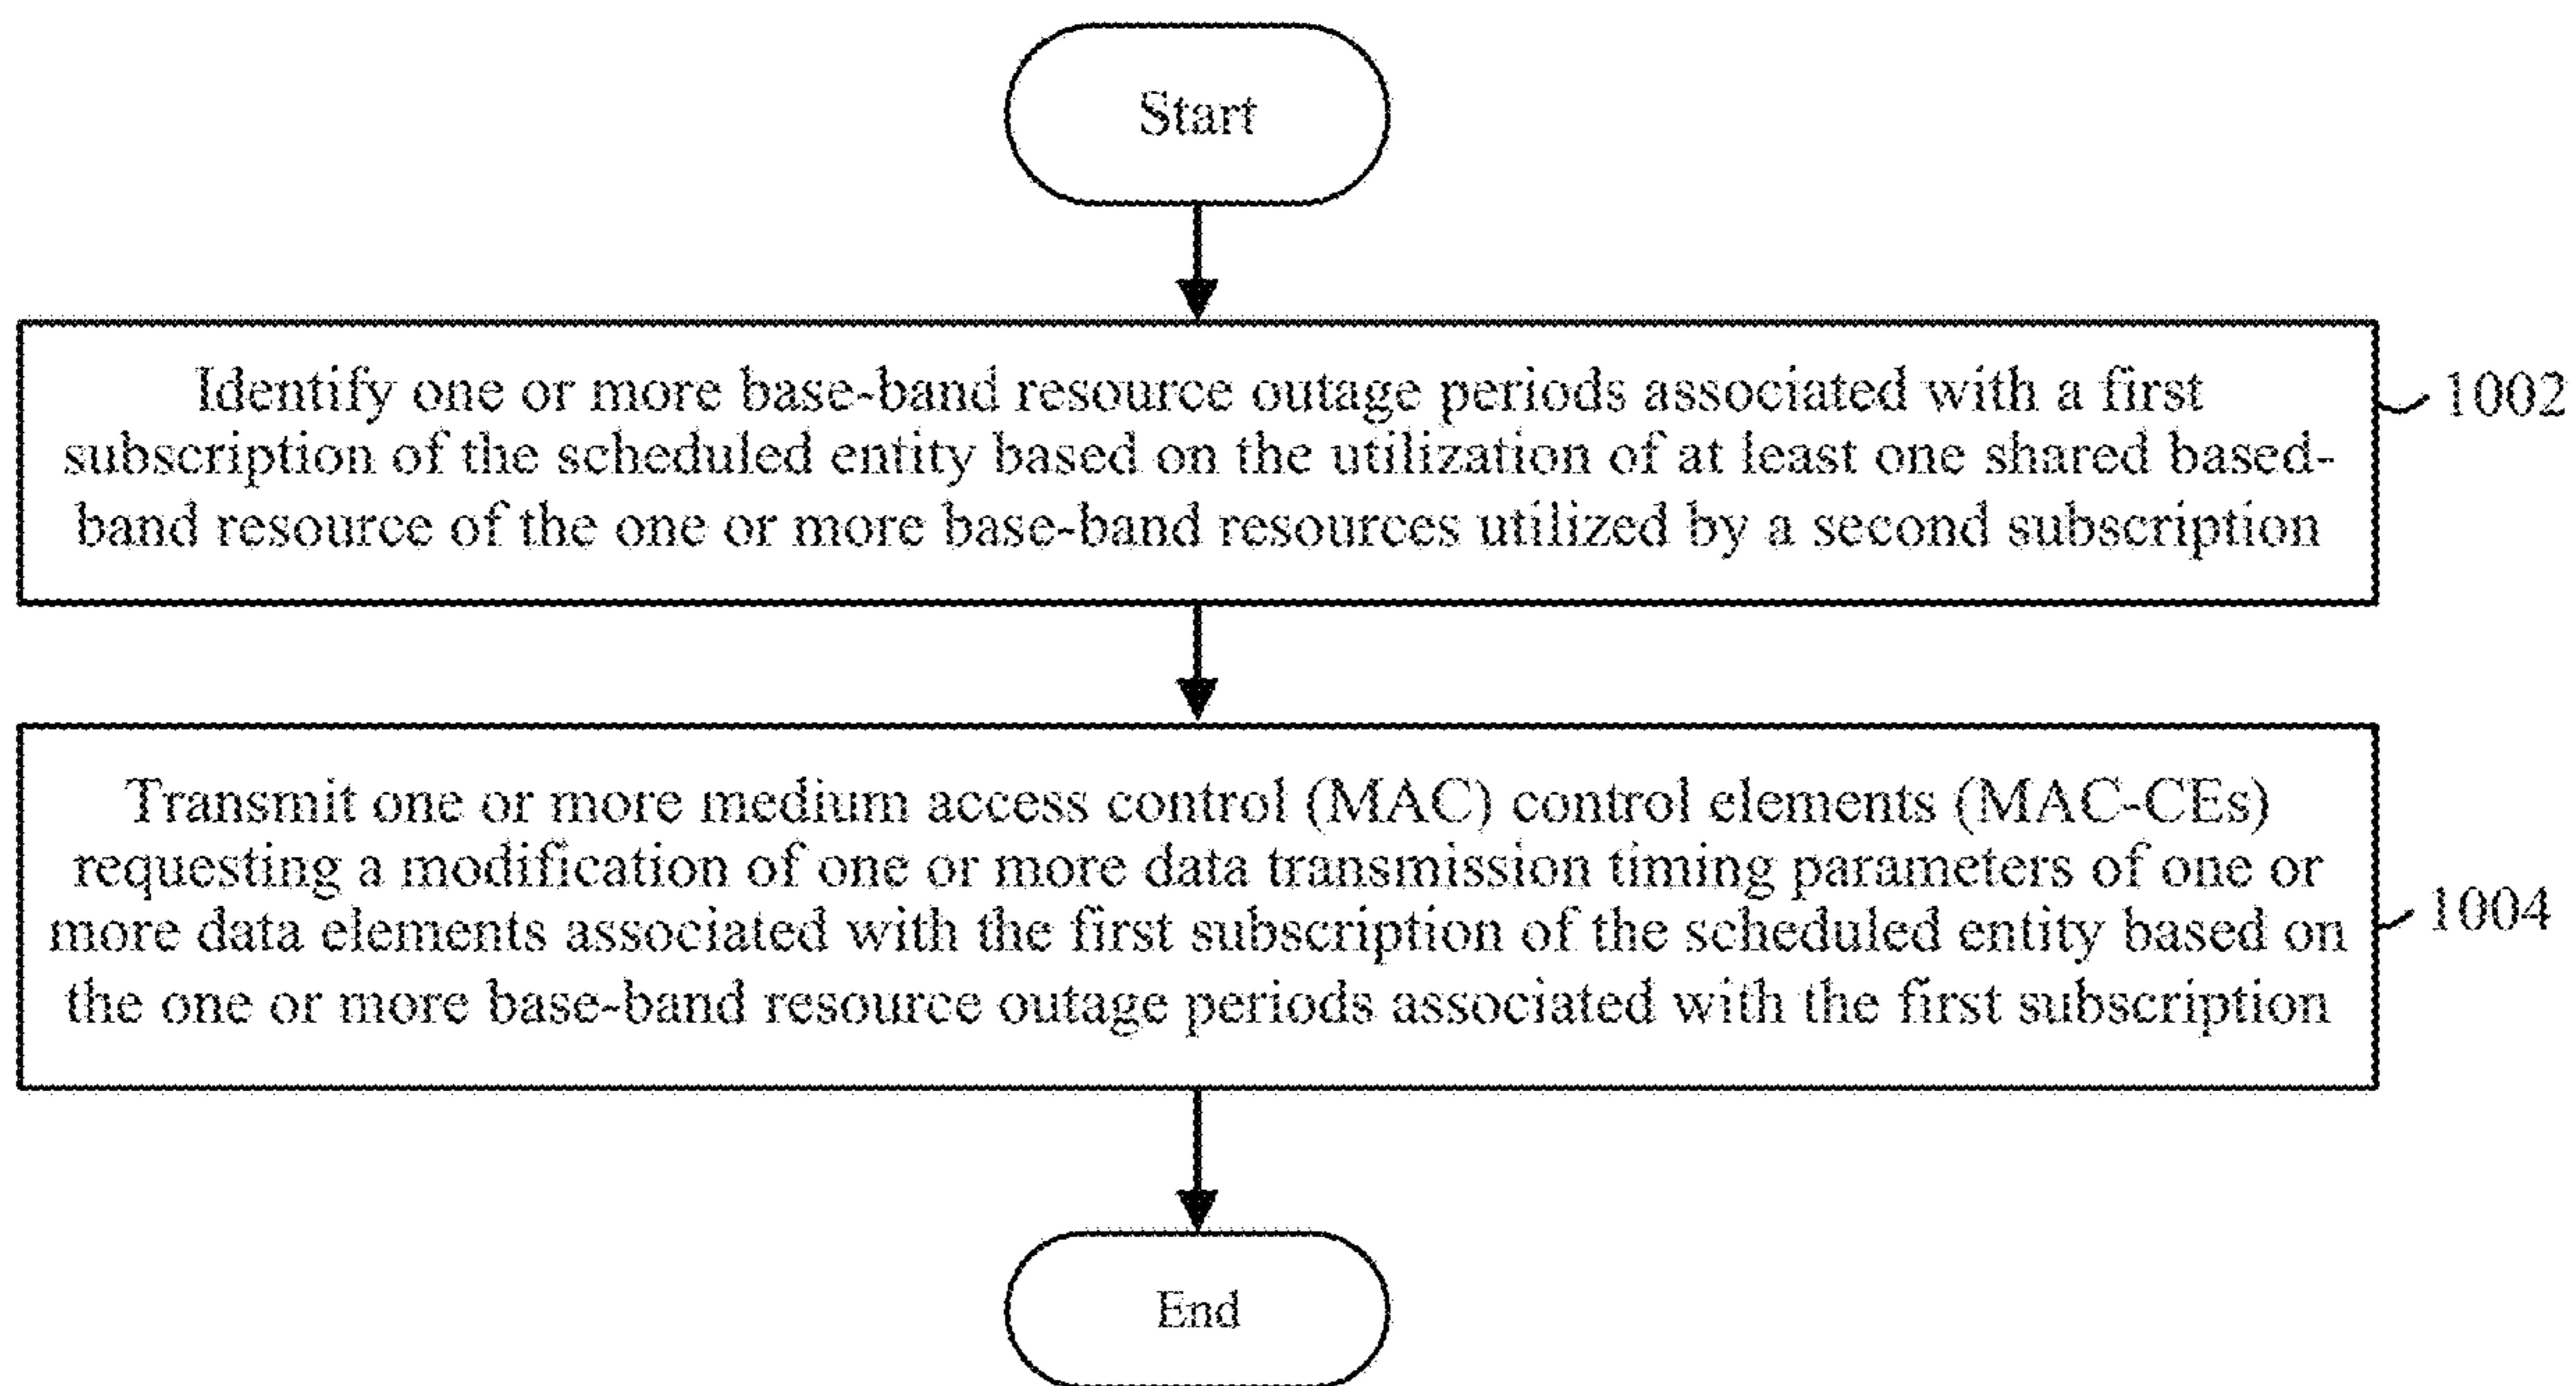 Start
Identify one or more base-band resource outage periods associated with a first
subscription of the scheduled entity based on the utilization of at least one shared based-
band resource of the one or more base-band resources utilized by a second subscription
1002
Transmit one or more medium access control (MAC) control elements (MAC-CEs)
requesting a modification of one or more data transmission timing parameters of one or
more data elements associated with the first subscription of the scheduled entity based on
the one or more base-band resource outage periods associated with the first subscription
1004
End